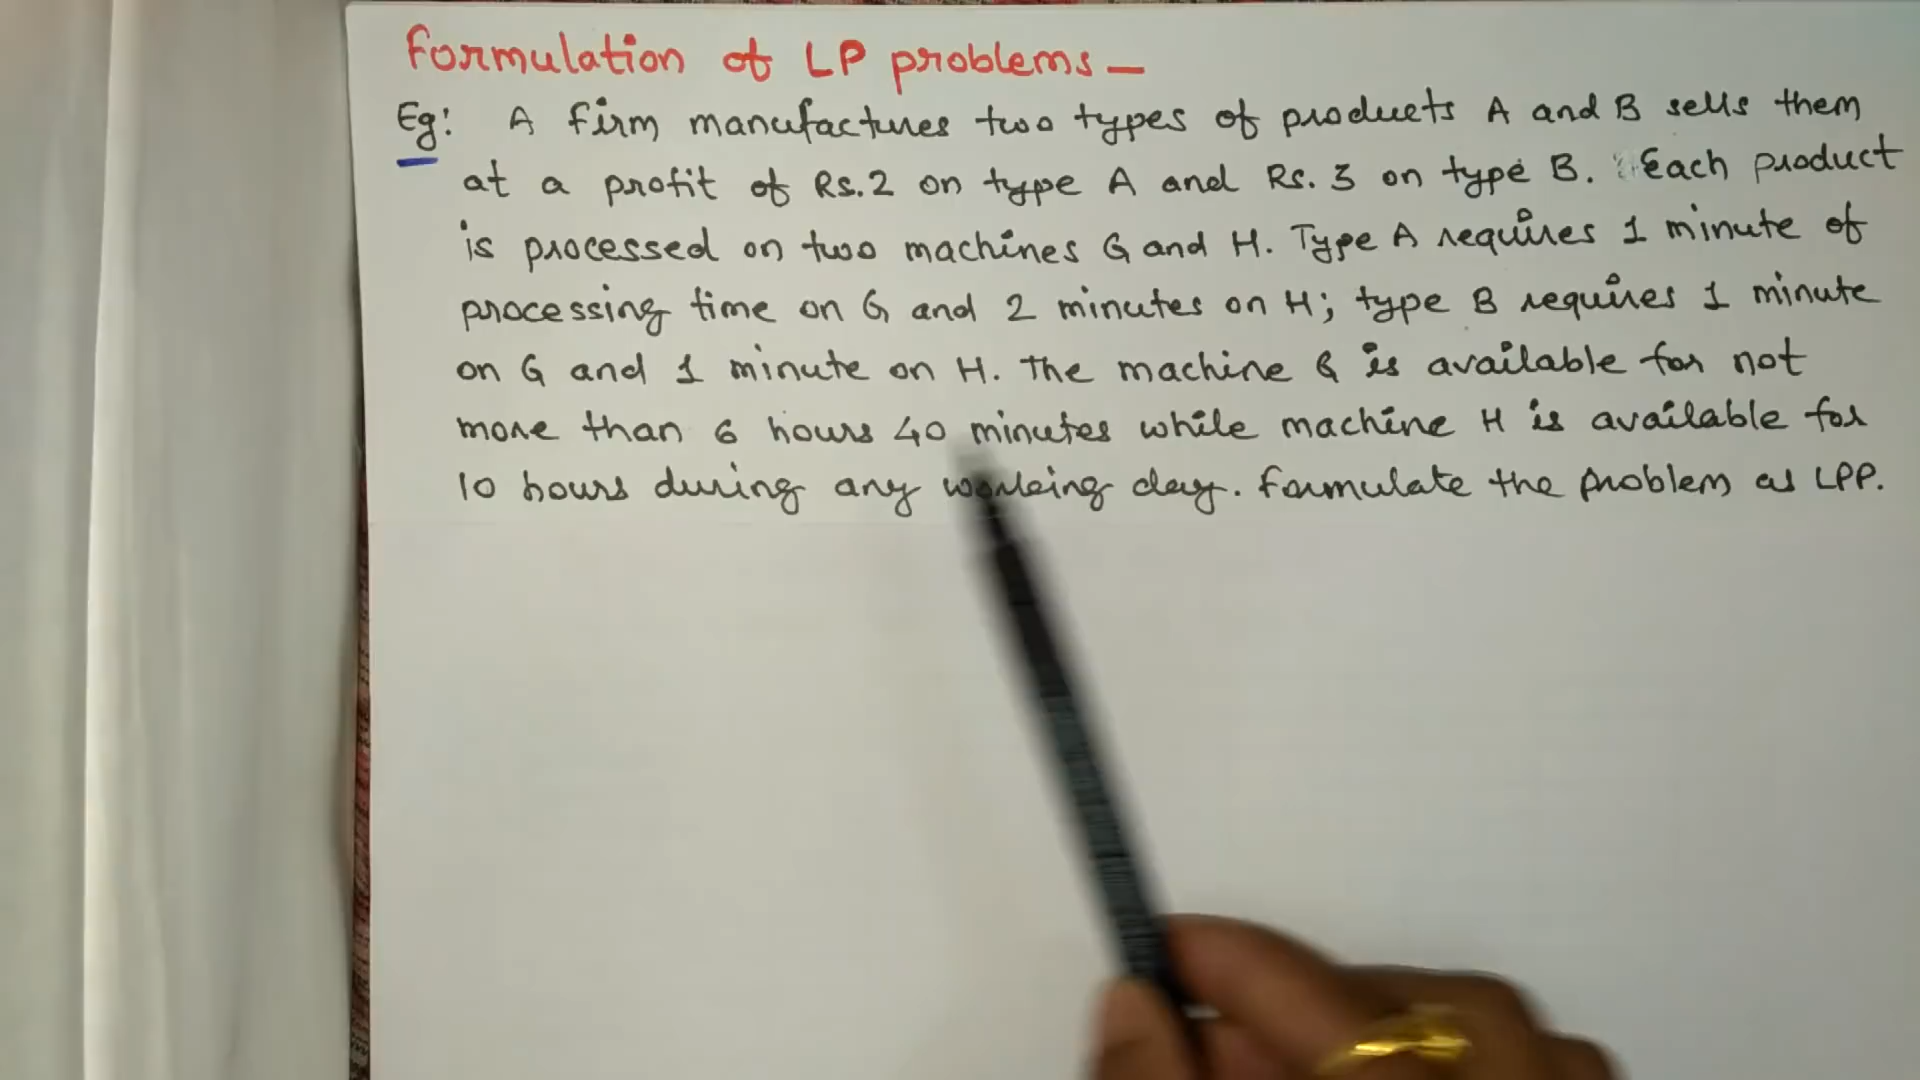 Formulation of LP problems -
Eg: A firm manufactures two types of products A and B sells them
at a profit of Rs.2 on type A and Rs. 3 on type B. Each product
is processed on two machines G and H. Type A requires 1 minute of
processing time on G and 2 minutes on H; type B requires 1 minute
on G and 1 minute on H. The machine G is available for not
more than 6 hours 40 minutes while machine H is available for
10 hours during any working day. Formulate the problem as LPP.